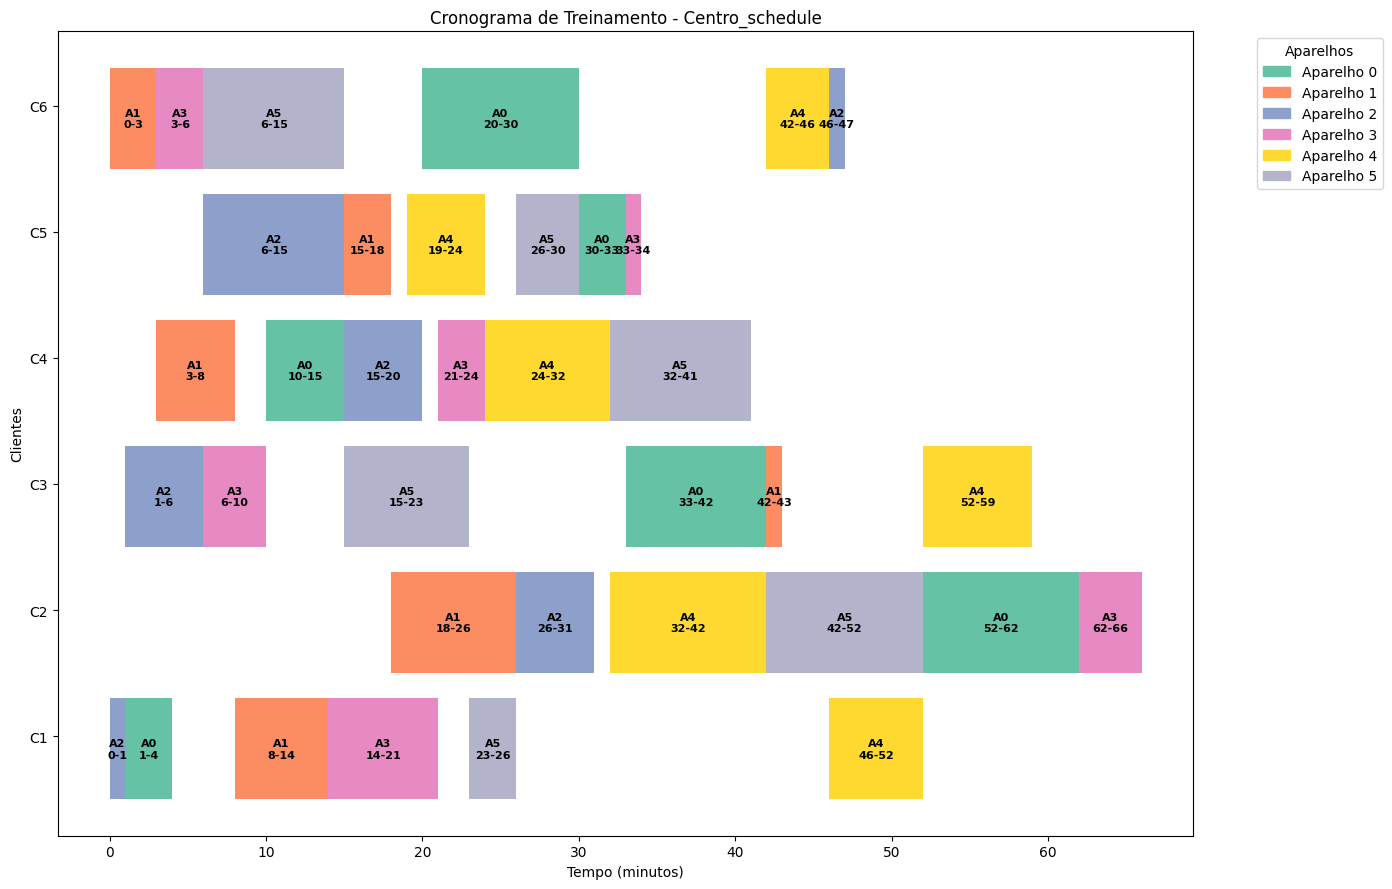 Cronograma de Treinamento - Centro_schedule
Aparelhos
Aparelho 0
Aparelho 1
Aparelho 2
Aparelho 3
Aparelho 4
Aparelho 5
Clientes
C6
A1
0-3
A3
3-6
A5
6-15
A0
20-30
A4
42-46
A2
46-47
C5
A2
6-15
A1
15-18
A4
19-24
A5
26-30
A0
30-33
A3
33-34
C4
A1
3-8
A0
10-15
A2
15-20
A3
21-24
A4
24-32
A5
32-41
C3
A2
1-6
A3
6-10
A5
15-23
A0
33-42
A1
42-43
A4
52-59
C2
A1
18-26
A2
26-31
A4
32-42
A5
42-52
A0
52-62
A3
62-66
C1
A2
0-1
A0
1-4
A1
8-14
A3
14-21
A5
23-26
A4
46-52
0 10 20 30 40 50 60
Tempo (minutos)